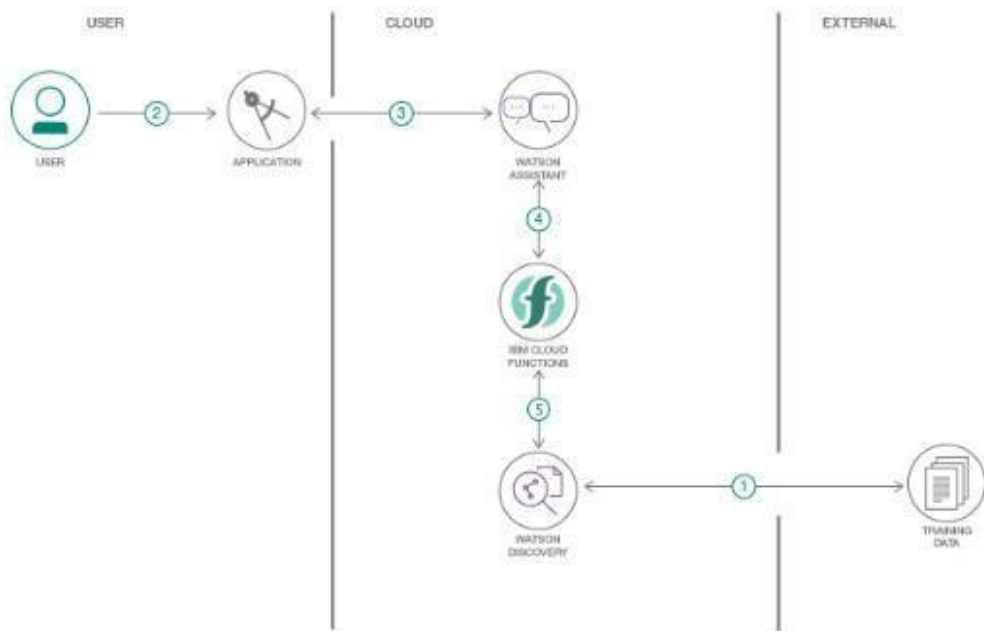 USER
CLOUD
EXTERNAL
2
3
USER
APPLICATION
WATSON
ASSISTANT
4
IBM CLOUD
FUNCTIONS
5
1
WATSON
DISCOVERY
TRAINING
DATA